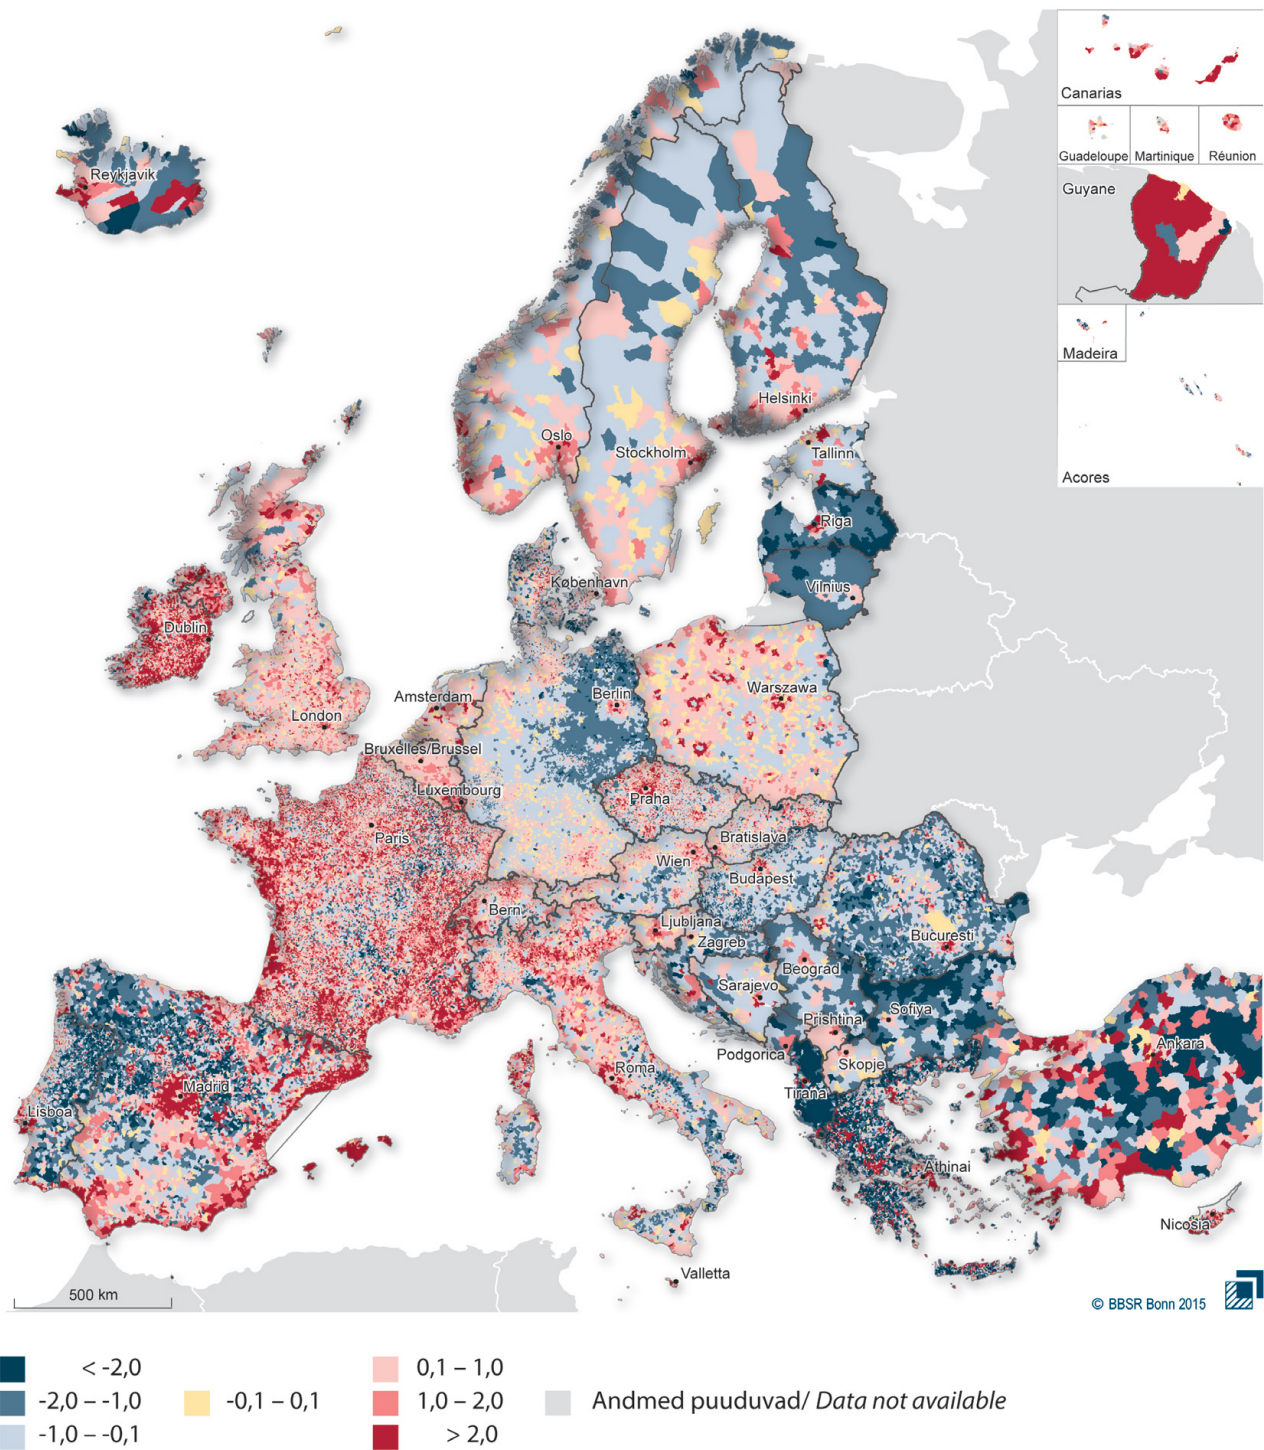 Canarias
Guadeloupe
Martinique
Réunion
Guyane
Madeira
Acores
Reykjavik
Helsinki
Oslo
Stockholm
Tallinn
Riga
København
Vilnius
Dublin
Amsterdam
Berlin
Warszawa
London
Bruxelles/Brussel
Luxembourg
Praha
Paris
Bratislava
Wien
Budapest
Bern
Ljubljana
Zagreb
Bucuresti
Beograd
Sarajevo
Sofiya
Prishtina
Podgorica
Skopje
Ankara
Roma
Madrid
Tirana
Lisboa
Athinai
Nicosia
Valletta
500 km
© BBSR Bonn 2015
< -2,0
0,1 – 1,0
-2,0 – -1,0
-0,1 – 0,1
1,0 – 2,0
Andmed puuduvad/ Data not available
-1,0 – -0,1
> 2,0